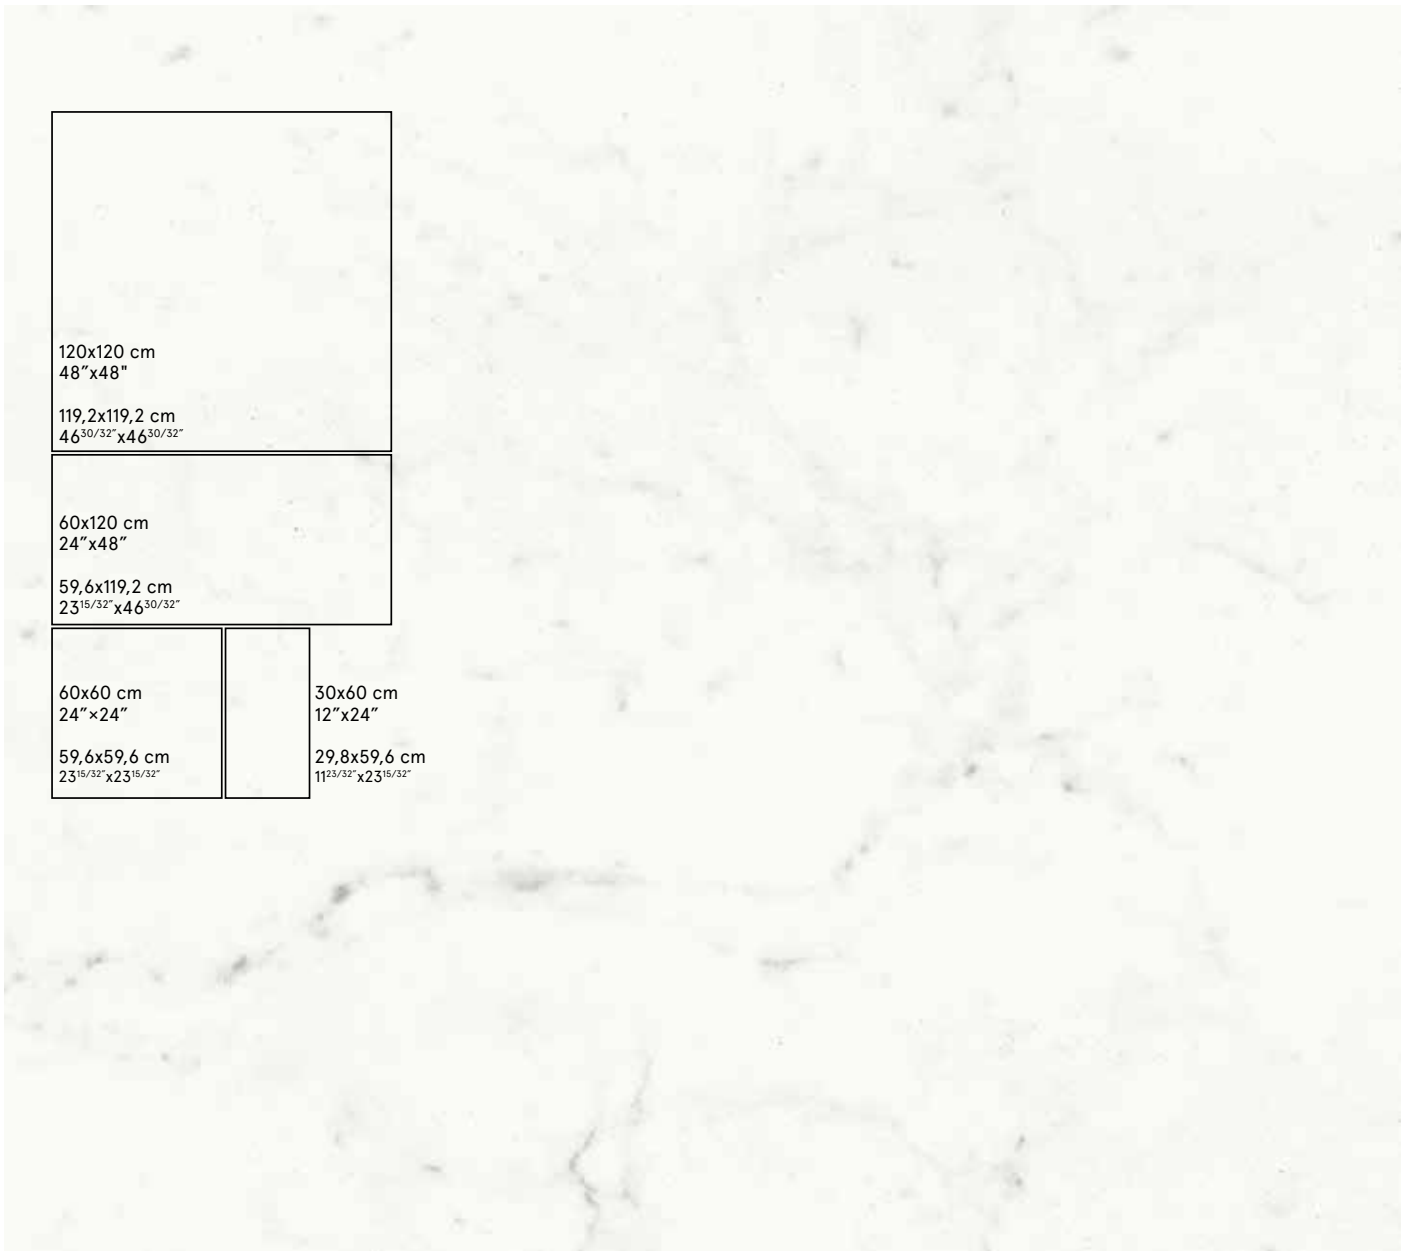 120x120 cm
48″x48"
119,2x119,2 cm
4630/32″x4630/32″
60x120 cm
24″x48″
59,6x119,2 cm
2315/32″x4630/32″
60x60 cm
24″×24″
59,6x59,6 cm
2315/32″x2315/32″
30x60 cm
12″x24″
29,8x59,6 cm
1123/32″x2315/32″